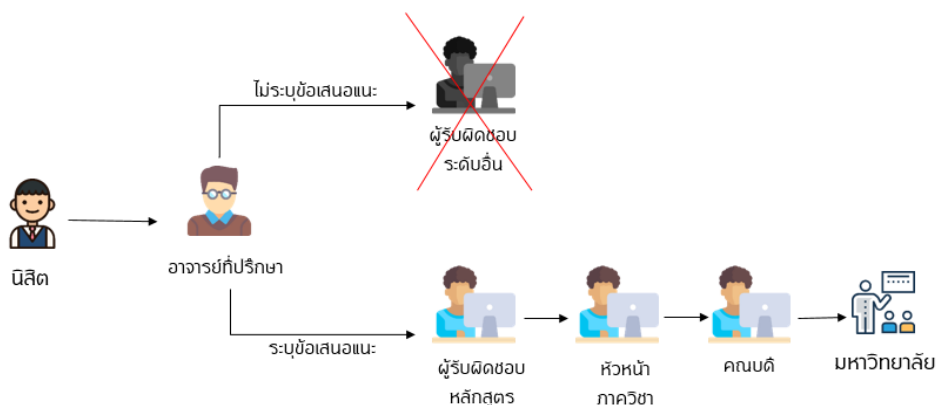 ไม่ระบุข้อเสนอแนะ
ผู้รับผิดชอบ
ระดับอื่น
นิสิต
อาจารย์ที่ปรึกษา
ระบุข้อเสนอแนะ
ผู้รับผิดชอบ
หลักสูตร
หัวหน้า
ภาควิชา
คณบดี
มหาวิทยาลัย